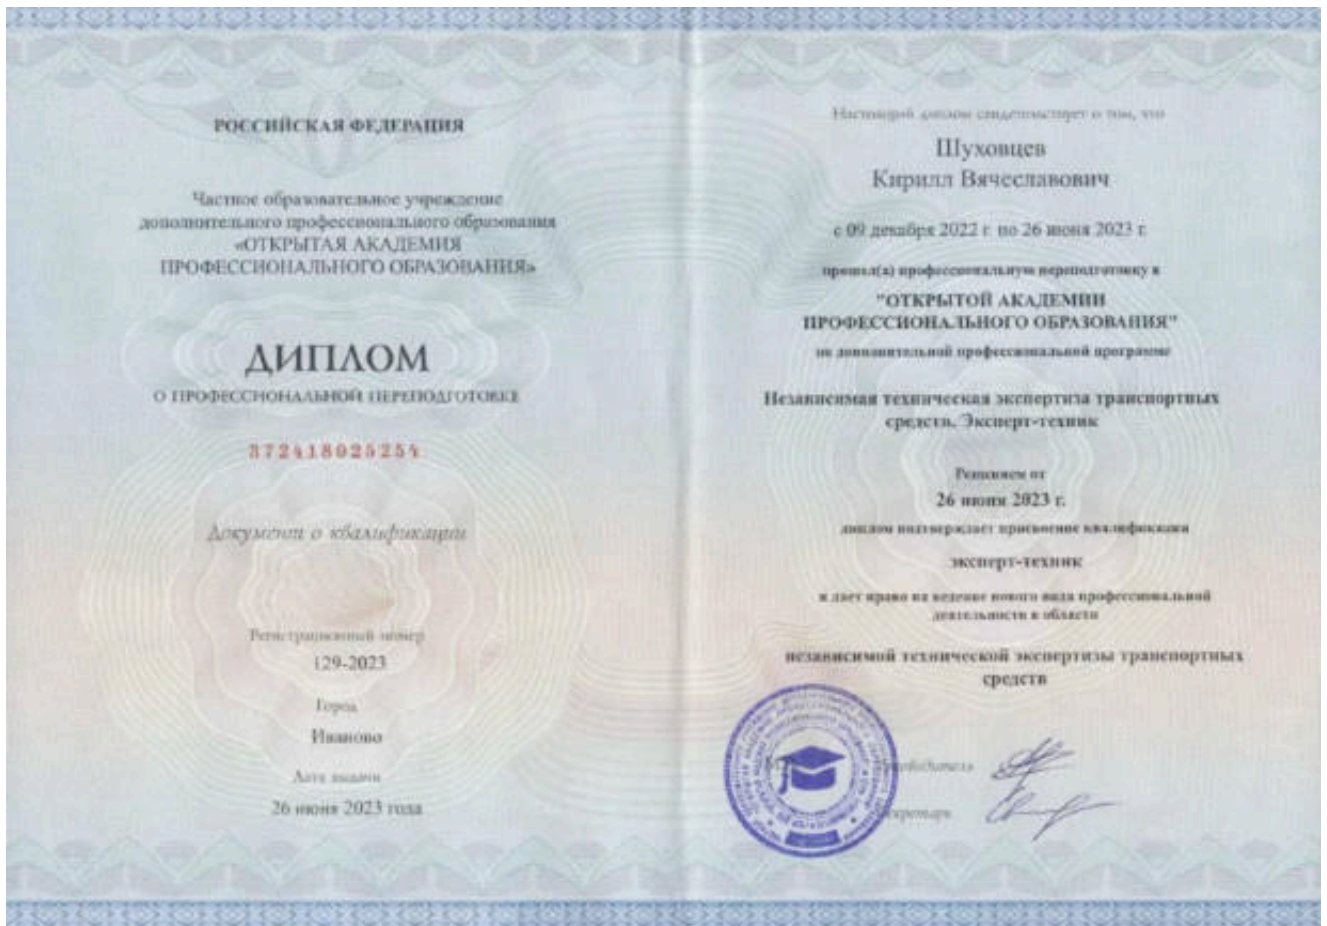 РОССИЙСКАЯ ФЕДЕРАЦИЯ
Частное образовательное учреждение
дополнительного профессионального образования
«ОТКРЫТАЯ АКАДЕМИЯ
ПРОФЕССИОНАЛЬНОГО ОБРАЗОВАНИЯ»
ДИПЛОМ
О ПРОФЕССИОНАЛЬНОЙ ПЕРЕПОДГОТОВКЕ
372418025254
Документ о квалификации
Регистрационный номер
129-2023
Город
Иваново
Дата выдачи
26 июня 2023 года
Настоящий диплом свидетельствует о том, что
Шуховцев
Кирилл Вячеславович
с 09 декабря 2022 г. по 26 июня 2023 г.
прошел(а) профессиональную переподготовку в
"ОТКРЫТОЙ АКАДЕМИИ
ПРОФЕССИОНАЛЬНОГО ОБРАЗОВАНИЯ"
по дополнительной профессиональной программе
Независимая техническая экспертиза транспортных
средств. Эксперт-техник
Решением от
26 июня 2023 г.
диплом подтверждает присвоение квалификации
эксперт-техник
и дает право на ведение нового вида профессиональной
деятельности в области
независимой технической экспертизы транспортных
средств
Руководитель
Секретарь